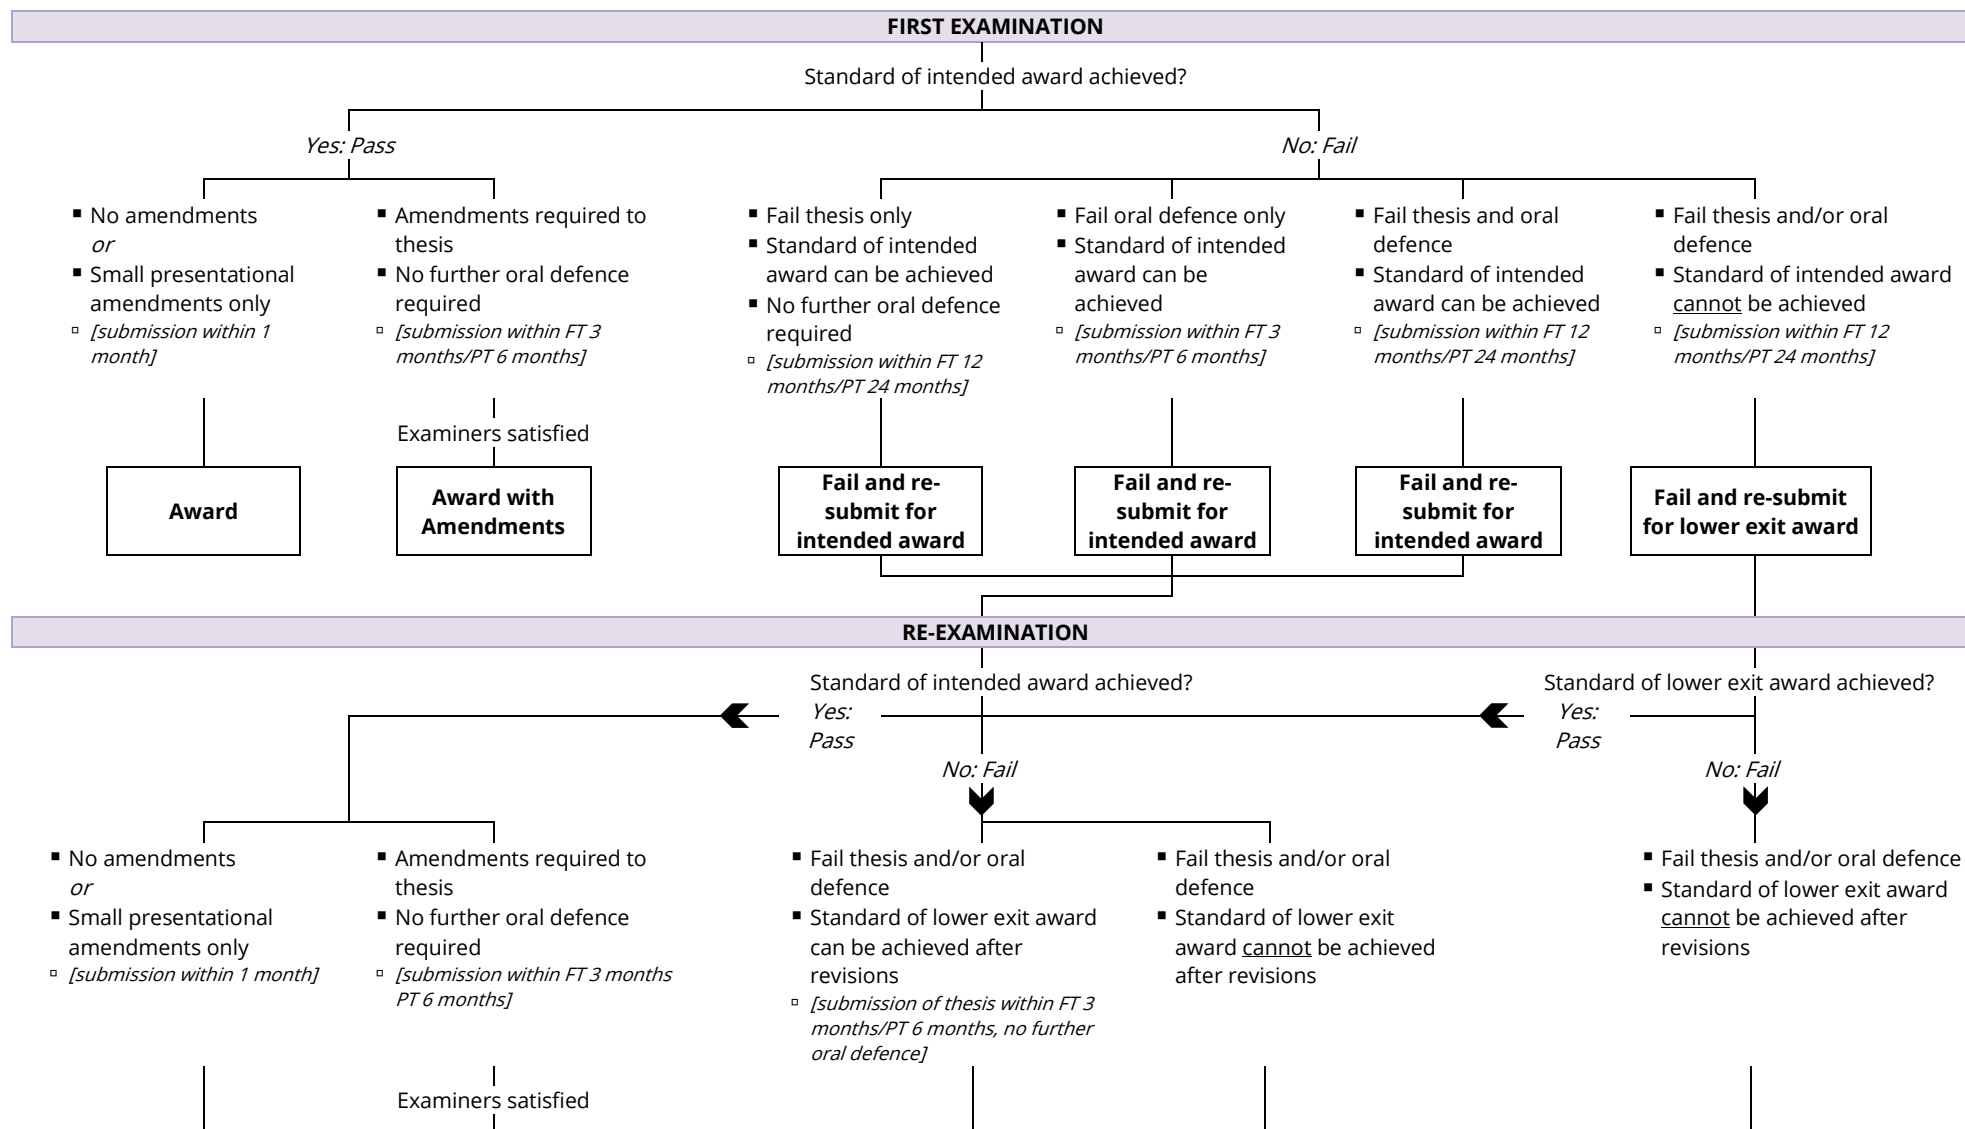 FIRST EXAMINATION
Standard of intended award achieved?
Yes: Pass
No: Fail
▪ No amendments
or
▪ Small presentational
amendments only
▫ [submission within 1
month]
▪ Amendments required to
thesis
▪ No further oral defence
required
▫ [submission within FT 3
months/PT 6 months]
▪ Fail thesis only
▪ Standard of intended
award can be achieved
▪ No further oral defence
required
▫ [submission within FT 12
months/PT 24 months]
▪ Fail oral defence only
▪ Standard of intended
award can be
achieved
▫ [submission within FT 3
months/PT 6 months]
▪ Fail thesis and oral
defence
▪ Standard of intended
award can be achieved
▫ [submission within FT 12
months/PT 24 months]
▪ Fail thesis and/or oral
defence
▪ Standard of intended award
cannot be achieved
▫ [submission within FT 12
months/PT 24 months]
Examiners satisfied
Award
Award with
Amendments
Fail and re-
submit for
intended award
Fail and re-
submit for
intended award
Fail and re-
submit for
intended award
Fail and re-submit
for lower exit award
RE-EXAMINATION
Standard of intended award achieved?
Yes:
Pass
No: Fail
Standard of lower exit award achieved?
Yes:
Pass
No: Fail
▪ No amendments
or
▪ Small presentational
amendments only
▫ [submission within 1 month]
▪ Amendments required to
thesis
▪ No further oral defence
required
▫ [submission within FT 3 months
PT 6 months]
▪ Fail thesis and/or oral
defence
▪ Standard of lower exit award
can be achieved after
revisions
▫ [submission of thesis within FT 3
months/PT 6 months, no further
oral defence]
▪ Fail thesis and/or oral
defence
▪ Standard of lower exit
award cannot be achieved
after revisions
▪ Fail thesis and/or oral defence
▪ Standard of lower exit award
cannot be achieved after
revisions
Examiners satisfied